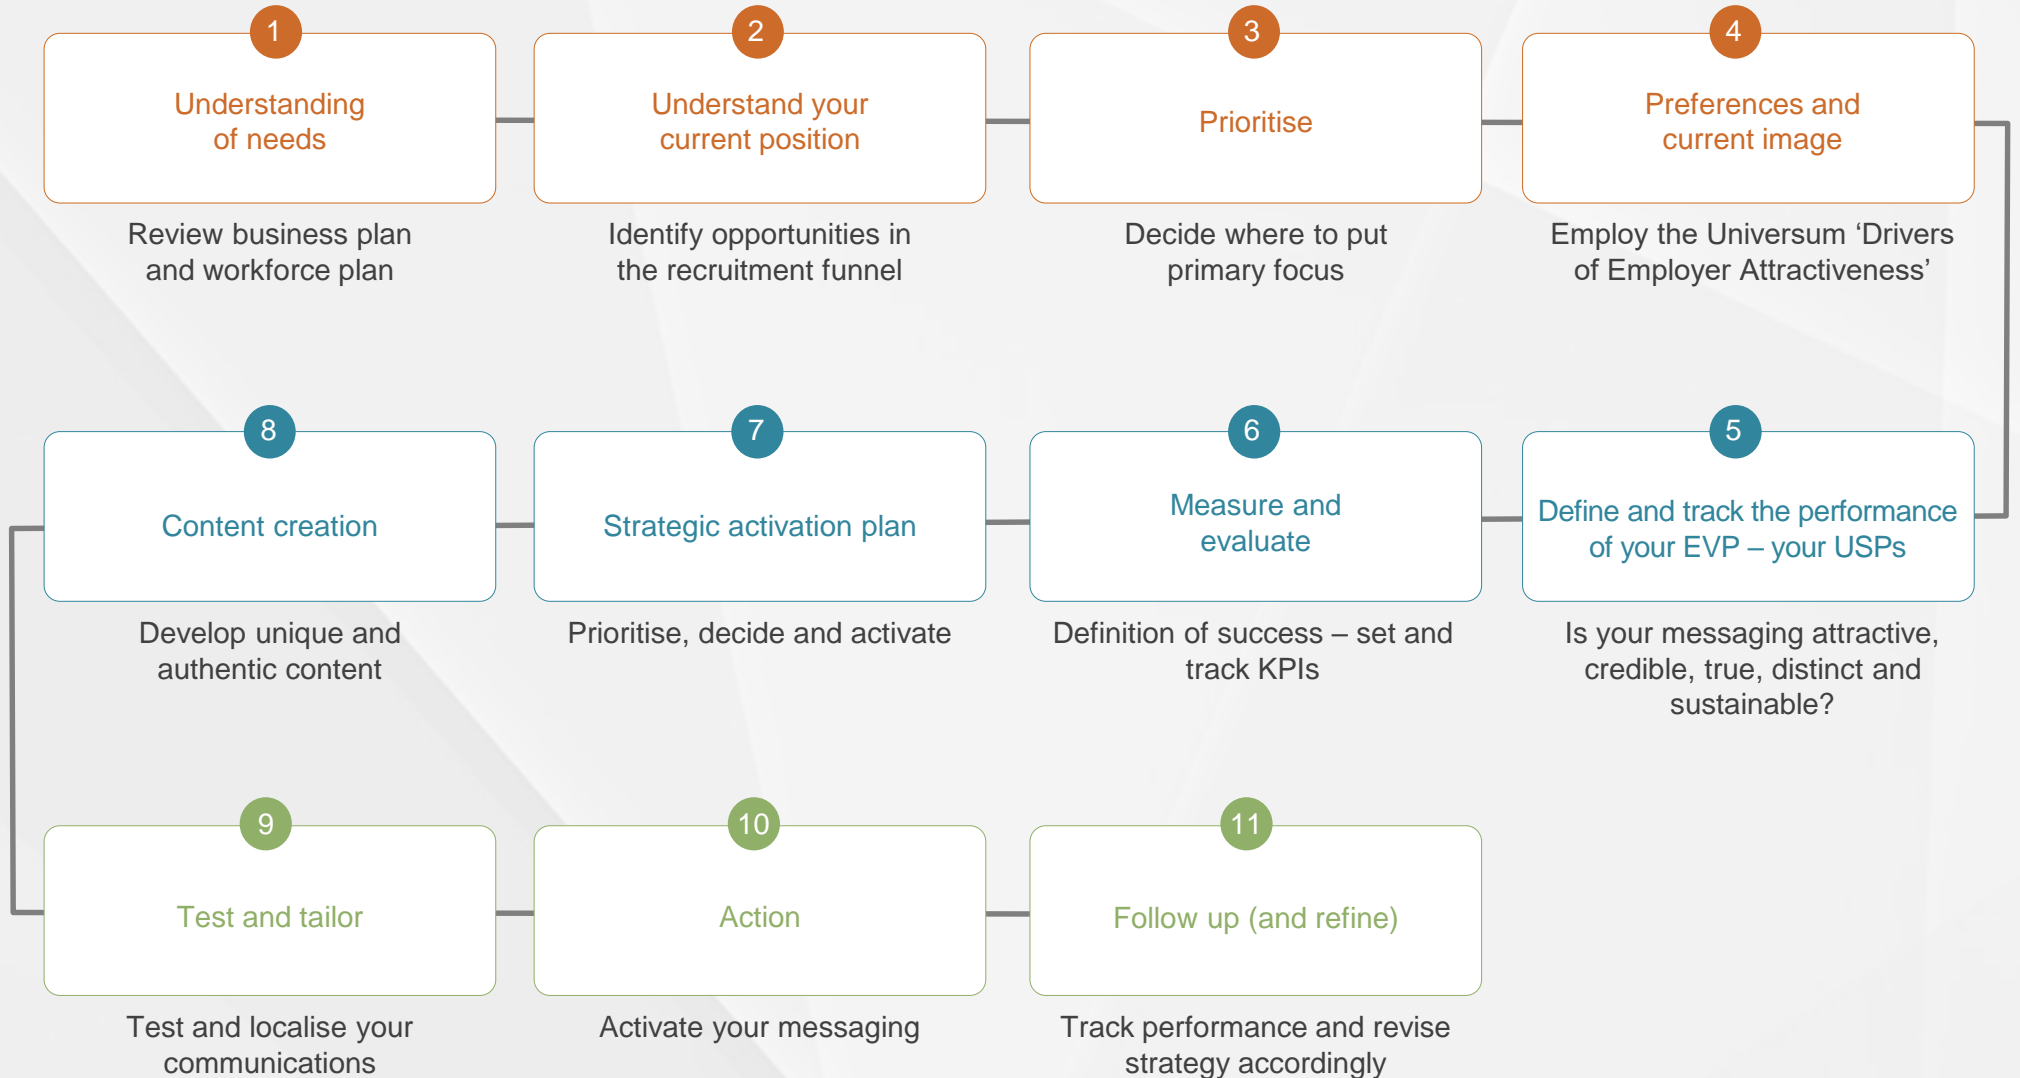 1
Understanding
of needs
Review business plan
and workforce plan
2
Understand your
current position
Identify opportunities in
the recruitment funnel
3
Prioritise
Decide where to put
primary focus
4
Preferences and
current image
Employ the Universum ‘Drivers
of Employer Attractiveness’
5
Define and track the performance
of your EVP – your USPs
Is your messaging attractive,
credible, true, distinct and
sustainable?
6
Measure and
evaluate
Definition of success – set and
track KPIs
7
Strategic activation plan
Prioritise, decide and activate
8
Content creation
Develop unique and
authentic content
9
Test and tailor
Test and localise your
communications
10
Action
Activate your messaging
11
Follow up (and refine)
Track performance and revise
strategy accordingly